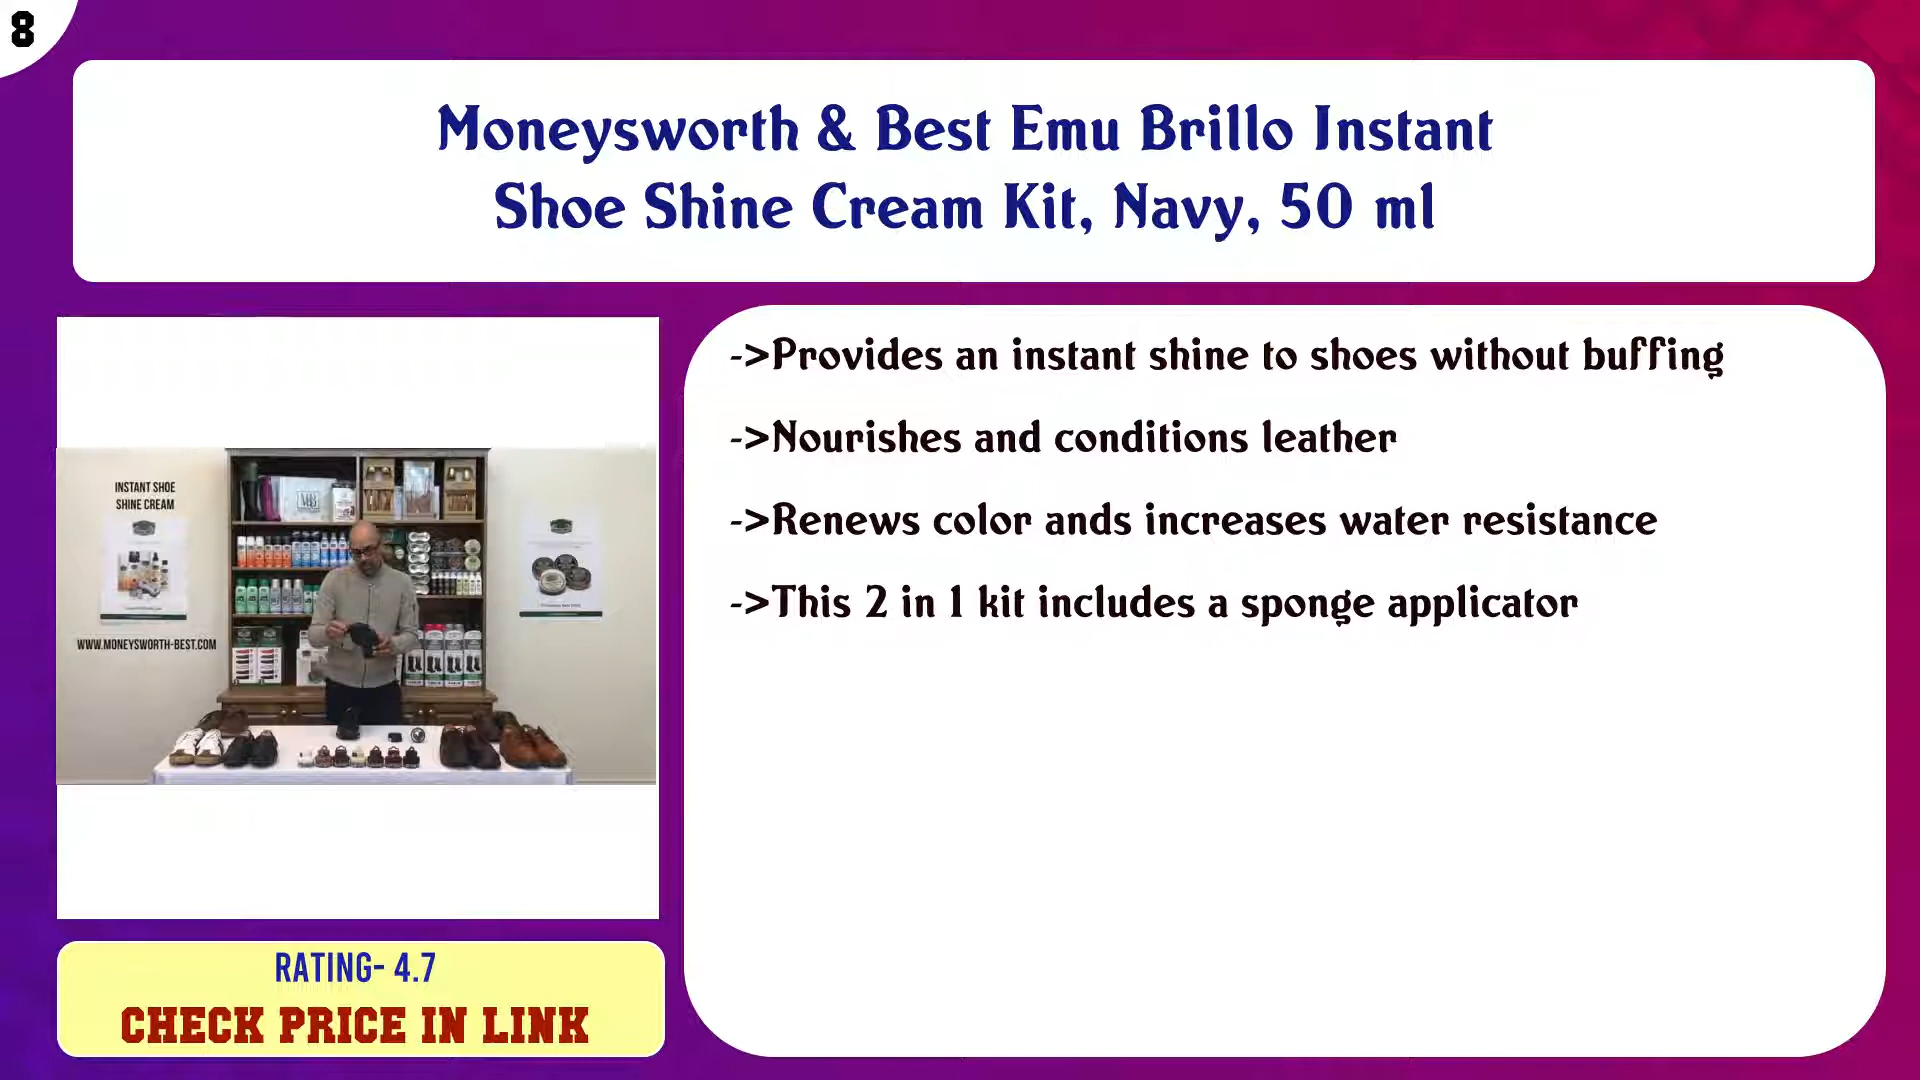 8
Moneysworth & Best Emu Brillo Instant
Shoe Shine Cream Kit, Navy, 50 ml
->Provides an instant shine to shoes without buffing
->Nourishes and conditions leather
->Renews color ands increases water resistance
->This 2 in 1 kit includes a sponge applicator
INSTANT SHOE
SHINE CREAM
WWW.MONEYSWORTH-BEST.COM
RATING- 4.7
CHECK PRICE IN LINK